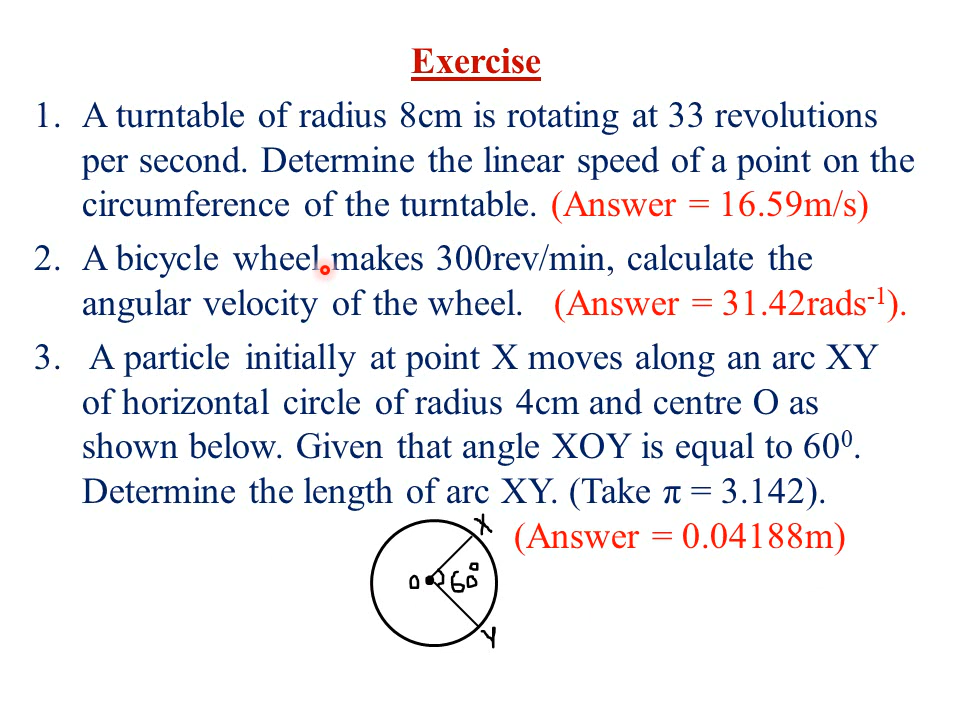 Exercise
1. A turntable of radius 8cm is rotating at 33 revolutions
per second. Determine the linear speed of a point on the
circumference of the turntable. (Answer = 16.59m/s)
2. A bicycle wheel makes 300rev/min, calculate the
angular velocity of the wheel. (Answer = 31.42rads⁻¹).
3. A particle initially at point X moves along an arc XY
of horizontal circle of radius 4cm and centre O as
shown below. Given that angle XOY is equal to 60⁰.
Determine the length of arc XY. (Take π = 3.142).
X
(Answer = 0.04188m)
O 60°
Y